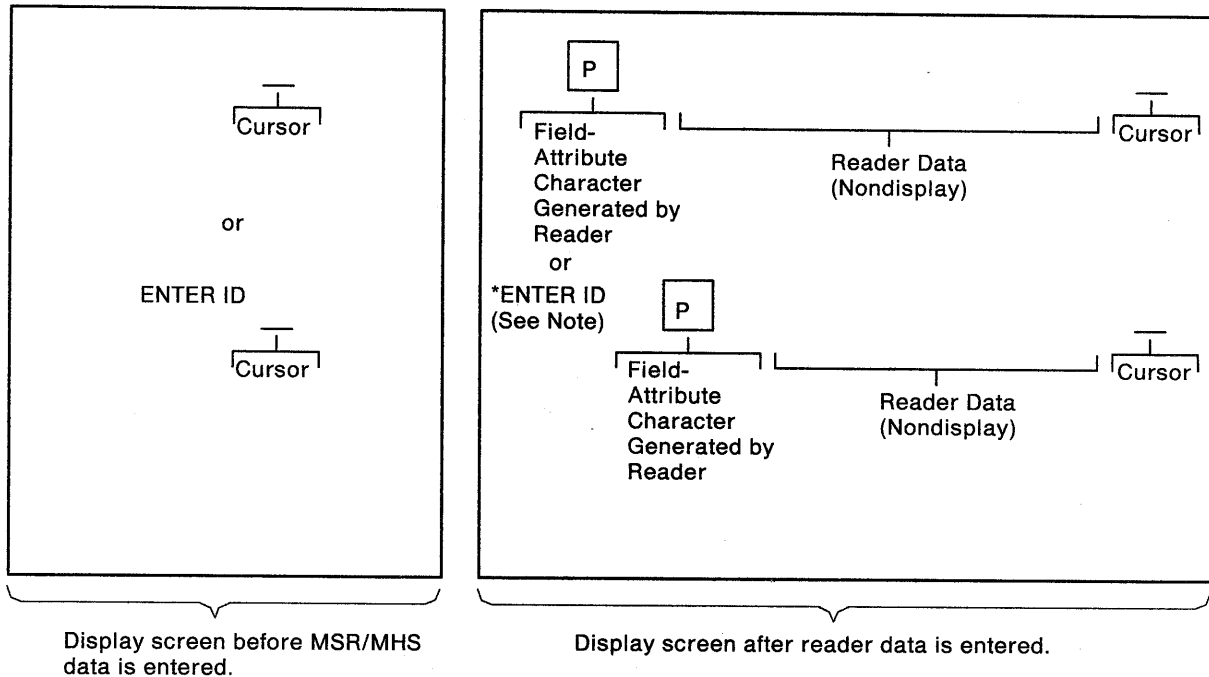 Cursor
or
ENTER ID
Cursor
Display screen before MSR/MHS
data is entered.
P
Field-
Attribute
Character
Generated by
Reader
Reader Data
(Nondisplay)
Cursor
or
*ENTER ID
(See Note)
P
Field-
Attribute
Character
Generated by
Reader
Reader Data
(Nondisplay)
Cursor
Display screen after reader data is entered.